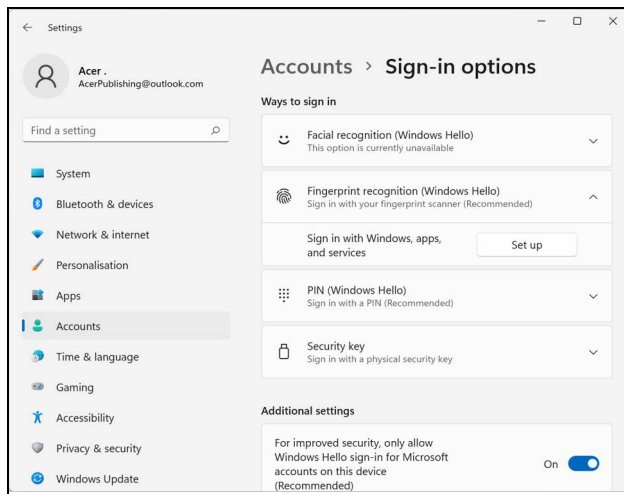 Settings
Acer .
AcerPublishing@outlook.com
Find a setting
System
Bluetooth & devices
Network & internet
Personalisation
Apps
Accounts
Time & language
Gaming
Accessibility
Privacy & security
Windows Update
Accounts > Sign-in options
Ways to sign in
Facial recognition (Windows Hello)
This option is currently unavailable
Fingerprint recognition (Windows Hello)
Sign in with your fingerprint scanner (Recommended)
Sign in with Windows, apps,
and services
Set up
PIN (Windows Hello)
Sign in with a PIN (Recommended)
Security key
Sign in with a physical security key
Additional settings
For improved security, only allow
Windows Hello sign-in for Microsoft
accounts on this device
(Recommended)
On